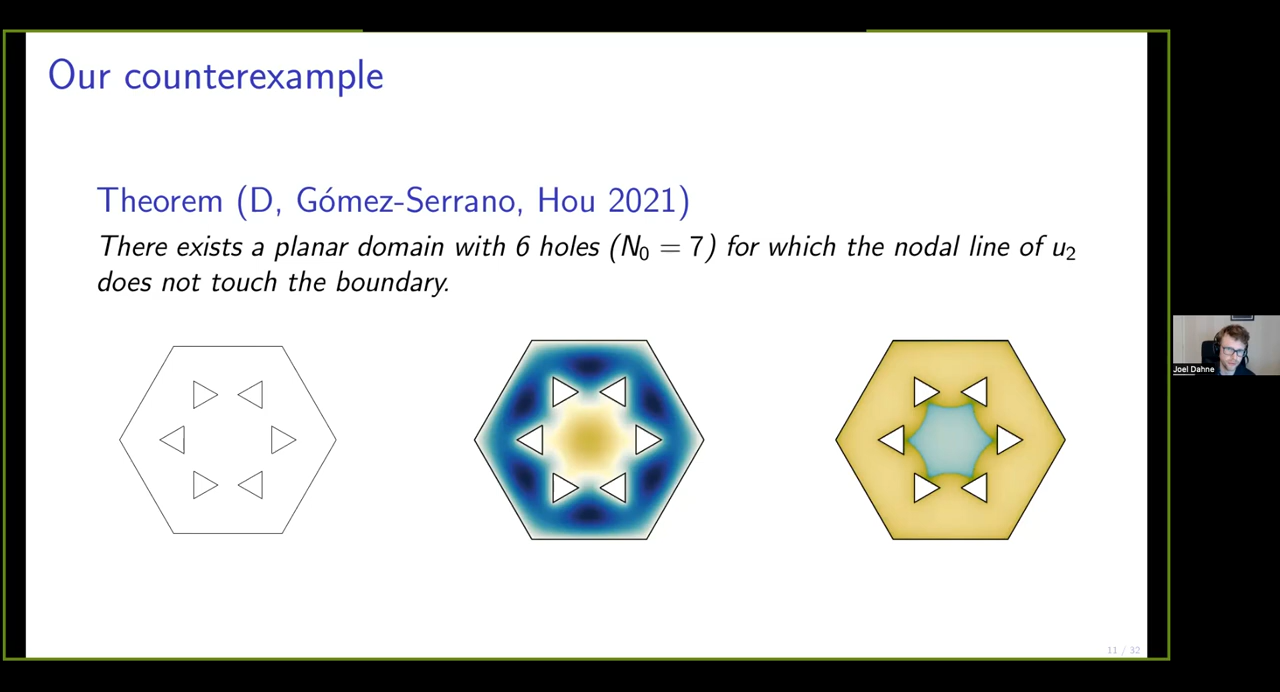 Our counterexample
Theorem (D, Gómez-Serrano, Hou 2021)
There exists a planar domain with 6 holes (N₀ = 7) for which the nodal line of u₂
does not touch the boundary.
Joel Dahne
11 / 32